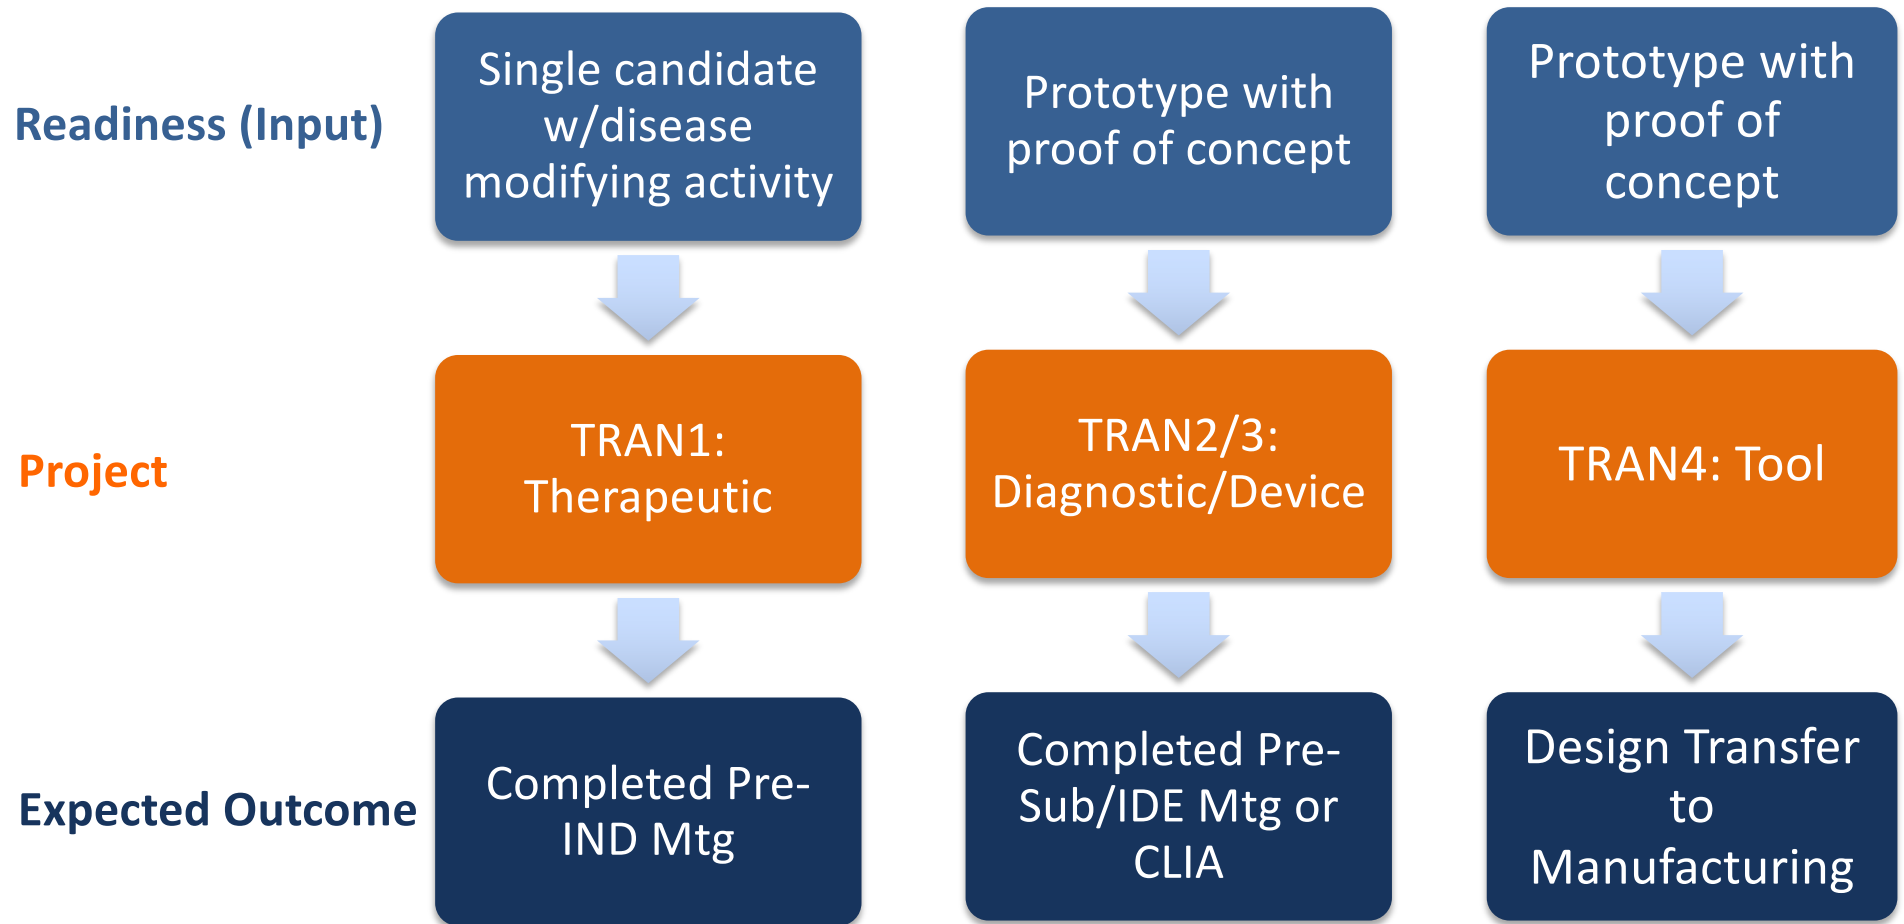 Readiness (Input)
Single candidate
w/disease
modifying activity
Prototype with
proof of concept
Prototype with
proof of
concept
Project
TRAN1:
Therapeutic
TRAN2/3:
Diagnostic/Device
TRAN4: Tool
Expected Outcome
Completed Pre-
IND Mtg
Completed Pre-
Sub/IDE Mtg or
CLIA
Design Transfer
to
Manufacturing